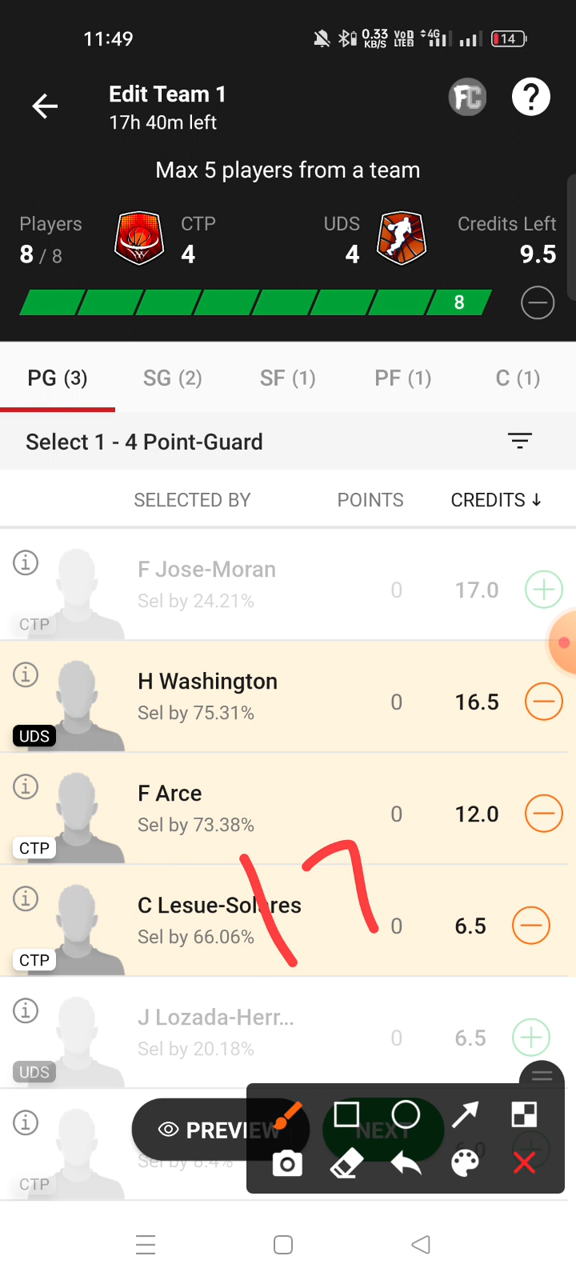 11:49 0.33 KB/S VoD LTE2 4G 14
Edit Team 1 FC ?
17h 40m left
Max 5 players from a team
Players CTP UDS Credits Left
8 / 8 4 4 9.5
8
PG (3) SG (2) SF (1) PF (1) C (1)
Select 1 - 4 Point-Guard
SELECTED BY POINTS CREDITS ↓
F Jose-Moran
Sel by 24.21% 0 17.0
CTP
H Washington
Sel by 75.31% 0 16.5
UDS
F Arce
Sel by 73.38% 0 12.0
CTP
C Lesue-Solares
Sel by 66.06% 0 6.5
CTP
17
J Lozada-Herr...
Sel by 20.18% 0 6.5
UDS
PREVIEW NEXT
Sel by 8.4%
CTP